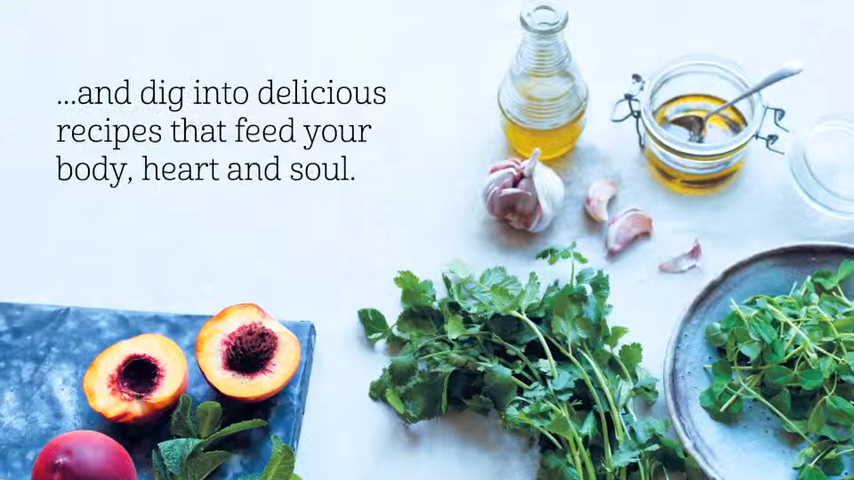 ...and dig into delicious
recipes that feed your
body, heart and soul.